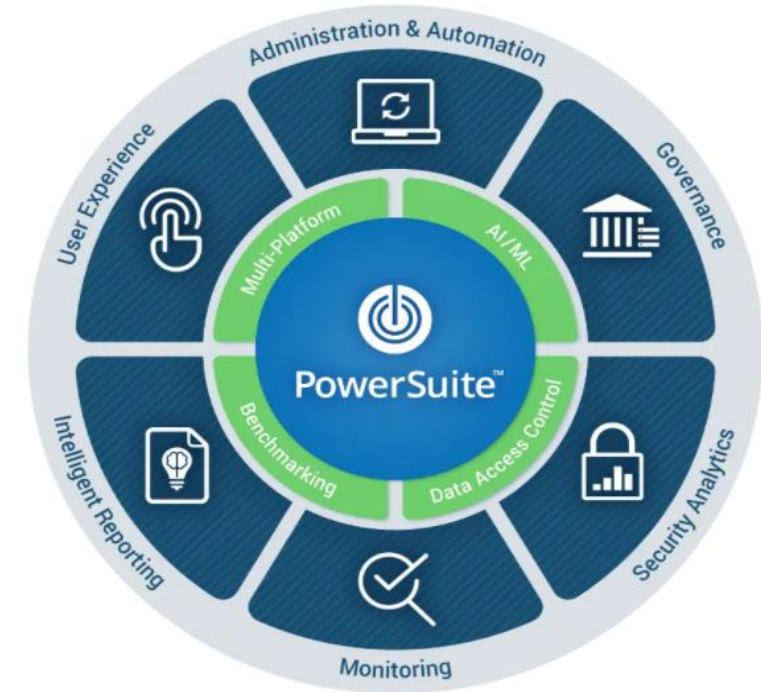 Administration & Automation
User Experience
Governance
Multi-Platform
AI/ML
PowerSuite™
Benchmarking
Data Access Control
Intelligent Reporting
Security Analytics
Monitoring